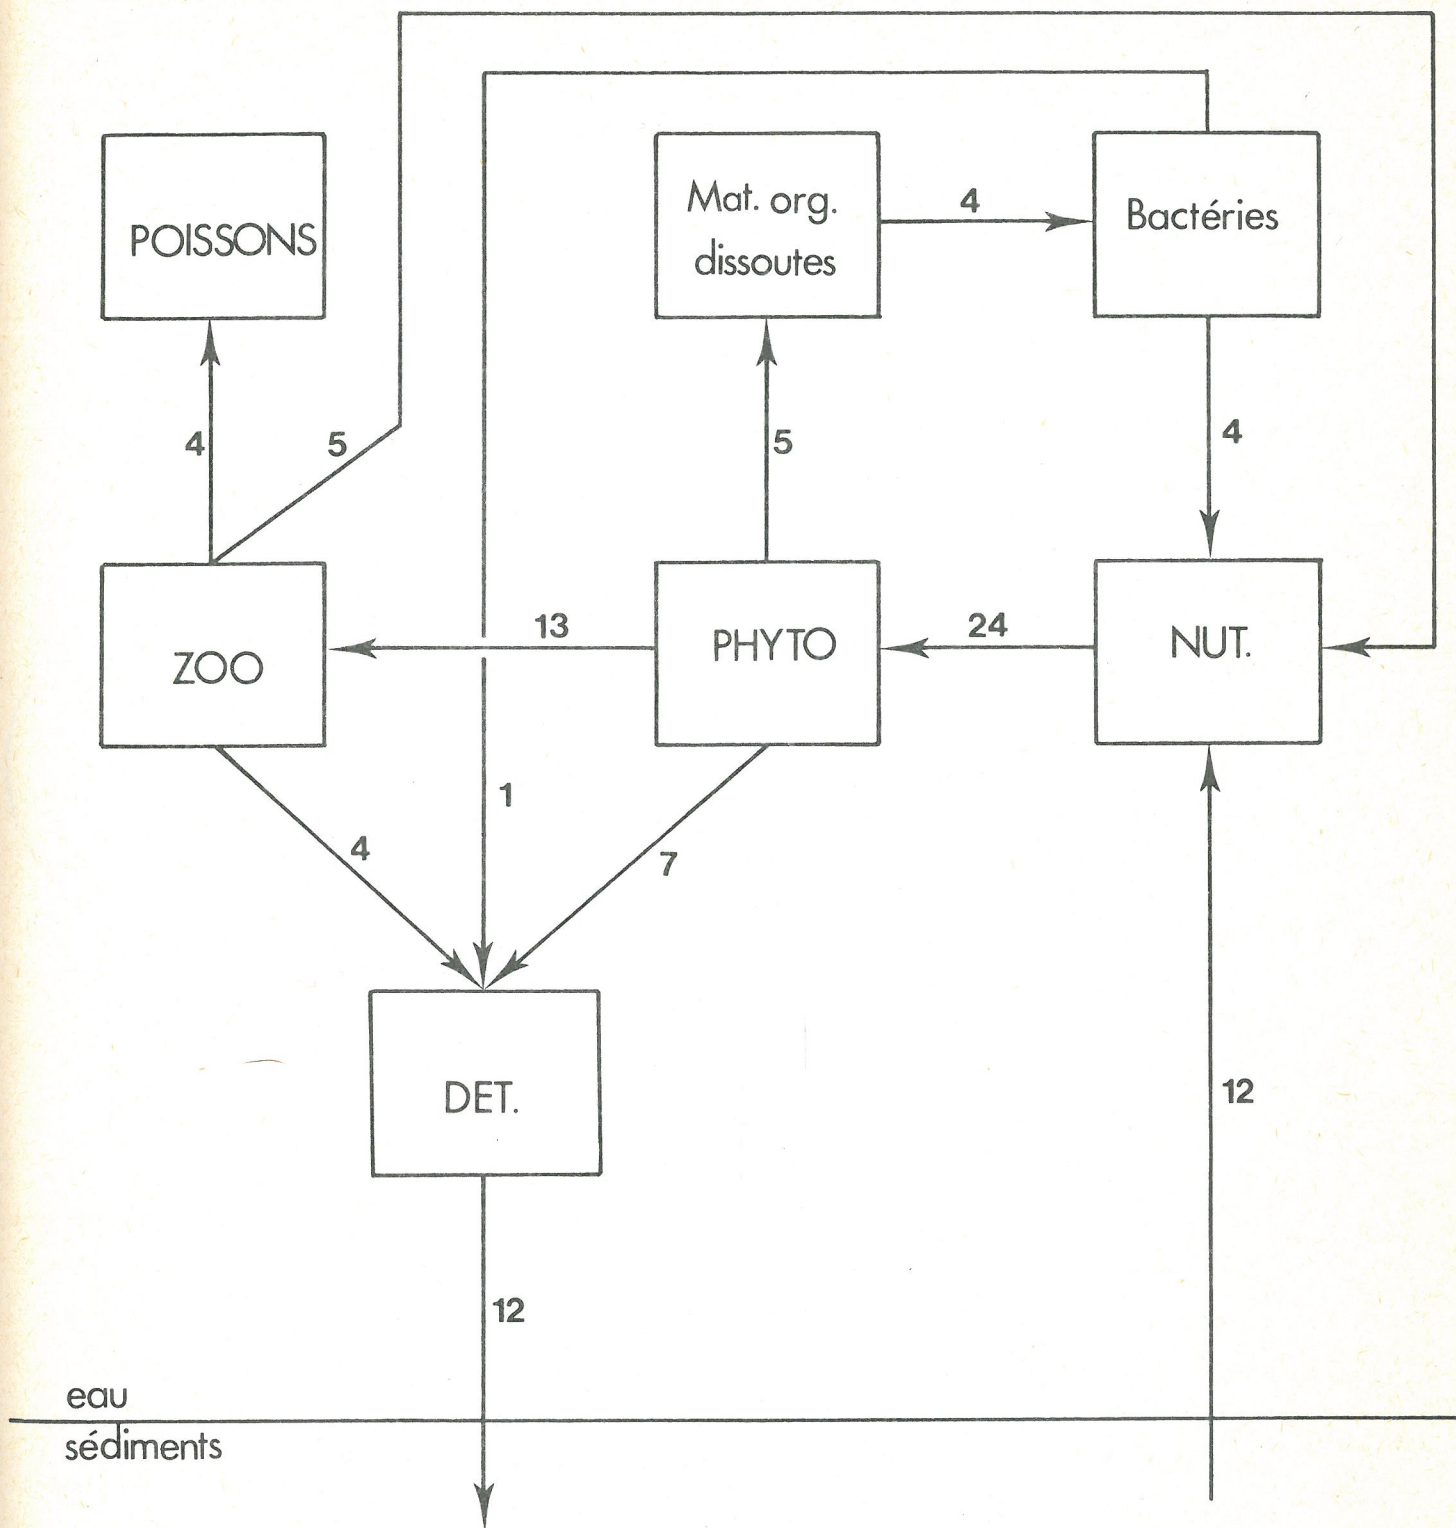 POISSONS
Mat. org.
dissoutes
4
Bactéries
4
5
5
4
ZOO
13
PHYTO
24
NUT.
4
1
7
DET.
12
12
eau
sédiments